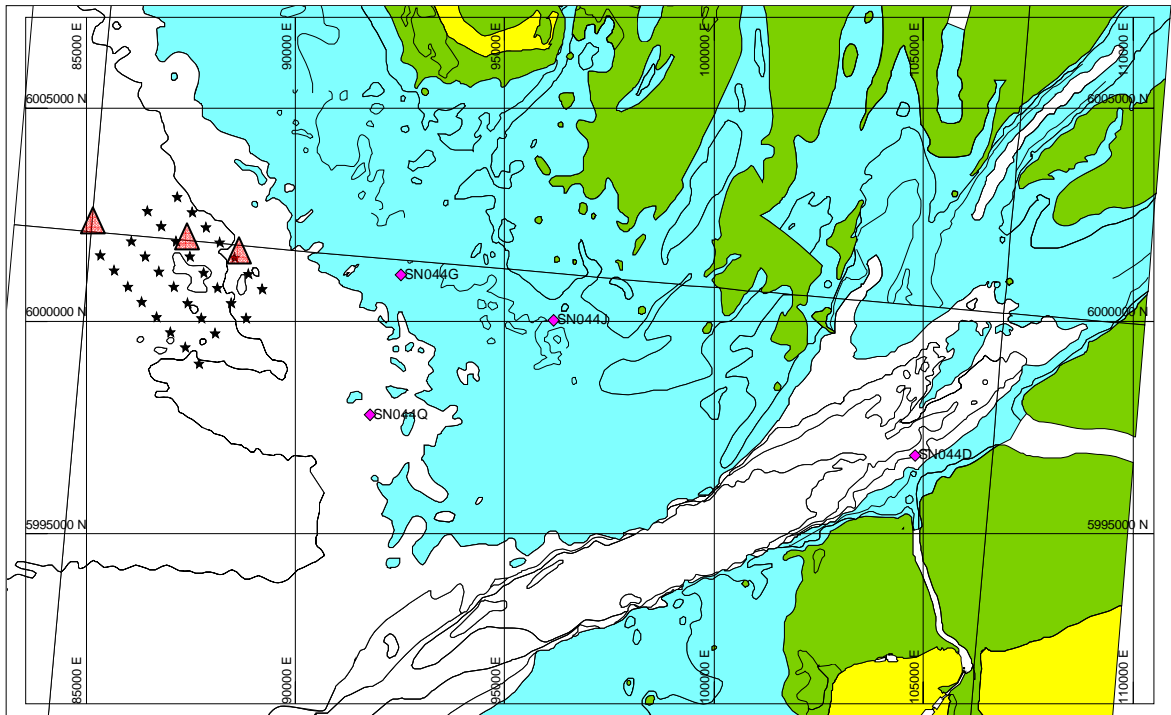 85000 E
90000 E
95000 E
100000 E
105000 E
110000 E
6005000 N
6005000 N
SN044G
6000000 N
SN044J
6000000 N
SN044Q
SN044D
5995000 N
5995000 N
85000 E
90000 E
95000 E
100000 E
105000 E
110000 E